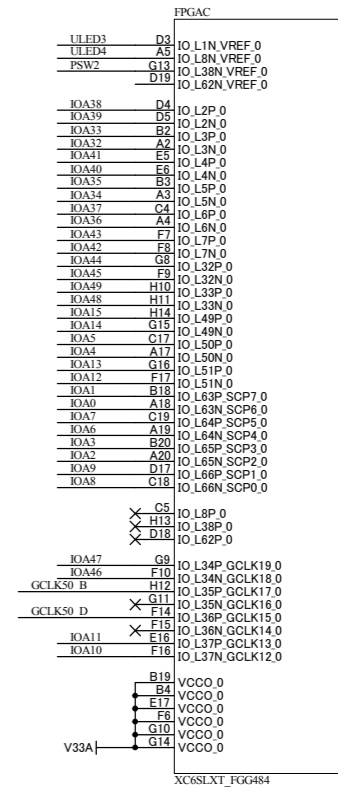 FPGAC
ULED3 D3 IO_L1N_VREF_0
ULED4 A5 IO_L8N_VREF_0
PSW2 G13 IO_L38N_VREF_0
D19 IO_L62N_VREF_0
IOA38 D4 IO_L2P_0
IOA39 D5 IO_L2N_0
IOA33 B2 IO_L3P_0
IOA32 A2 IO_L3N_0
IOA41 E5 IO_L4P_0
IOA40 E6 IO_L4N_0
IOA35 B3 IO_L5P_0
IOA34 A3 IO_L5N_0
IOA37 C4 IO_L6P_0
IOA36 A4 IO_L6N_0
IOA43 F7 IO_L7P_0
IOA42 F8 IO_L7N_0
IOA44 G8 IO_L32P_0
IOA45 F9 IO_L32N_0
IOA49 H10 IO_L33P_0
IOA48 H11 IO_L33N_0
IOA15 H14 IO_L49P_0
IOA14 G15 IO_L49N_0
IOA5 C17 IO_L50P_0
IOA4 A17 IO_L50N_0
IOA13 G16 IO_L51P_0
IOA12 F17 IO_L51N_0
IOA1 B18 IO_L63P_SCP7_0
IOA0 A18 IO_L63N_SCP6_0
IOA7 C19 IO_L64P_SCP5_0
IOA6 A19 IO_L64N_SCP4_0
IOA3 B20 IO_L65P_SCP3_0
IOA2 A20 IO_L65N_SCP2_0
IOA9 D17 IO_L66P_SCP1_0
IOA8 C18 IO_L66N_SCP0_0
C5 IO_L8P_0
H13 IO_L38P_0
D18 IO_L62P_0
IOA47 G9 IO_L34P_GCLK19_0
IOA46 F10 IO_L34N_GCLK18_0
GCLK50_B H12 IO_L35P_GCLK17_0
G11 IO_L35N_GCLK16_0
GCLK50_D F14 IO_L36P_GCLK15_0
F15 IO_L36N_GCLK14_0
IOA11 E16 IO_L37P_GCLK13_0
IOA10 F16 IO_L37N_GCLK12_0
B19 VCCO_0
B4 VCCO_0
E17 VCCO_0
F6 VCCO_0
G10 VCCO_0
V33A G14 VCCO_0
XC6SLXT_FGG484